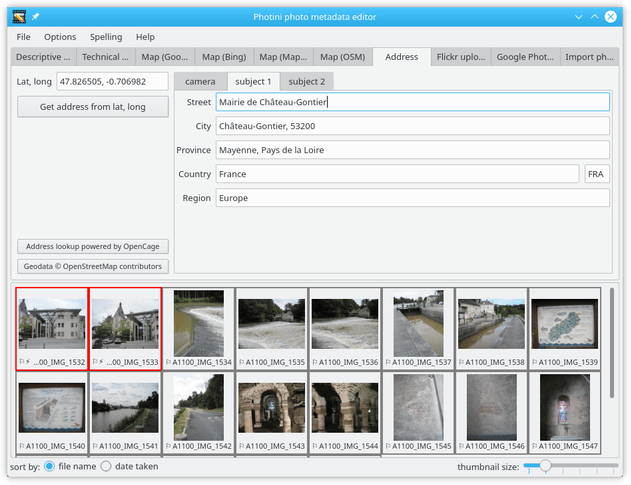 Photini photo metadata editor
File Options Spelling Help
Descriptive ... Technical ... Map (Goo... Map (Bing) Map (Map... Map (OSM) Address Flickr uplo... Google Phot... Import ph...
Lat, long 47.826505, -0.706982
Get address from lat, long
camera subject 1 subject 2
Street Mairie de Château-Gontier
City Château-Gontier, 53200
Province Mayenne, Pays de la Loire
Country France FRA
Region Europe
Address lookup powered by OpenCage
Geodata © OpenStreetMap contributors
...00_IMG_1532 ...00_IMG_1533 A1100_IMG_1534 A1100_IMG_1535 A1100_IMG_1536 A1100_IMG_1537 A1100_IMG_1538 A1100_IMG_1539
A1100_IMG_1540 A1100_IMG_1541 A1100_IMG_1542 A1100_IMG_1543 A1100_IMG_1544 A1100_IMG_1545 A1100_IMG_1546 A1100_IMG_1547
sort by: file name date taken thumbnail size: